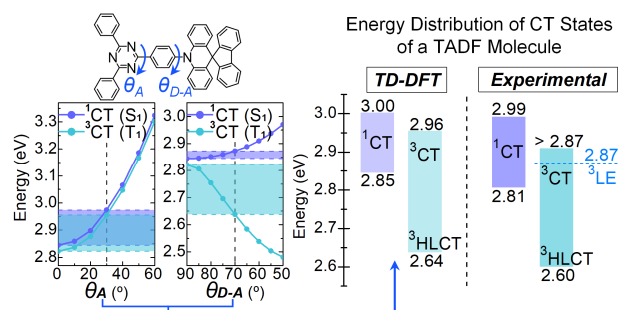 N
N
N
N
θA
θD-A
¹CT (S₁)
³CT (T₁)
3.3
3.2
3.1
3.0
2.9
2.8
Energy (eV)
0 20 40 60
θA (º)
¹CT (S₁)
³CT (T₁)
3.0
2.9
2.8
2.7
2.6
2.5
90 80 70 60 50
θD-A (º)
Energy Distribution of CT States
of a TADF Molecule
TD-DFT
Experimental
Energy (eV)
3.0
2.9
2.8
2.7
2.6
3.00
¹CT
2.85
2.96
³CT
³HLCT
2.64
2.99
¹CT
2.81
> 2.87
³CT
³HLCT
2.60
2.87
³LE